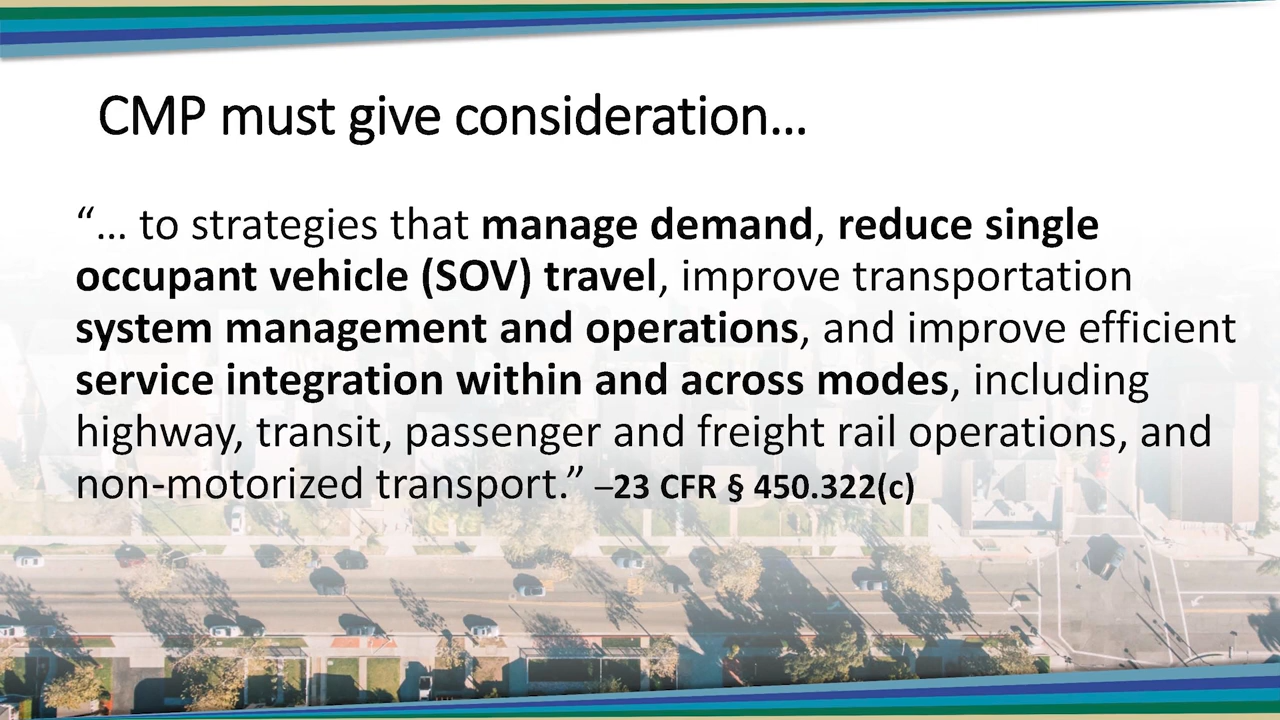 CMP must give consideration…
“… to strategies that manage demand, reduce single
occupant vehicle (SOV) travel, improve transportation
system management and operations, and improve efficient
service integration within and across modes, including
highway, transit, passenger and freight rail operations, and
non-motorized transport.” –23 CFR § 450.322(c)